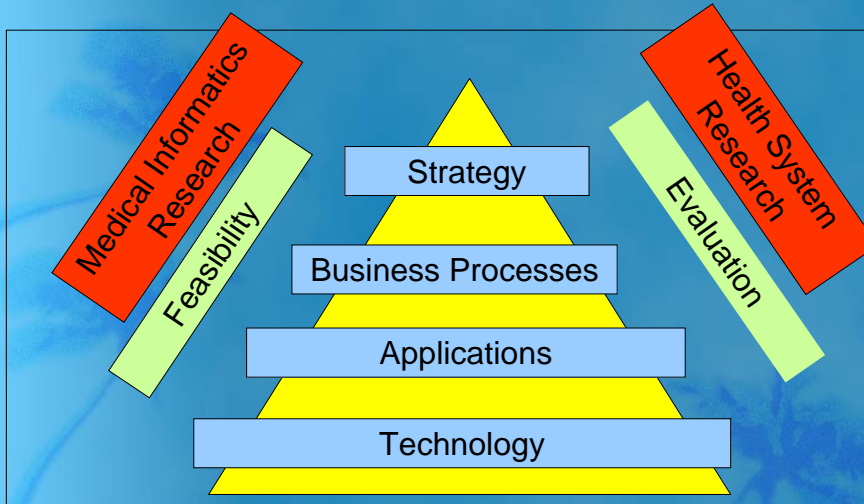 Medical Informatics
Research
Feasibility
Strategy
Business Processes
Applications
Technology
Health System
Research
Evaluation